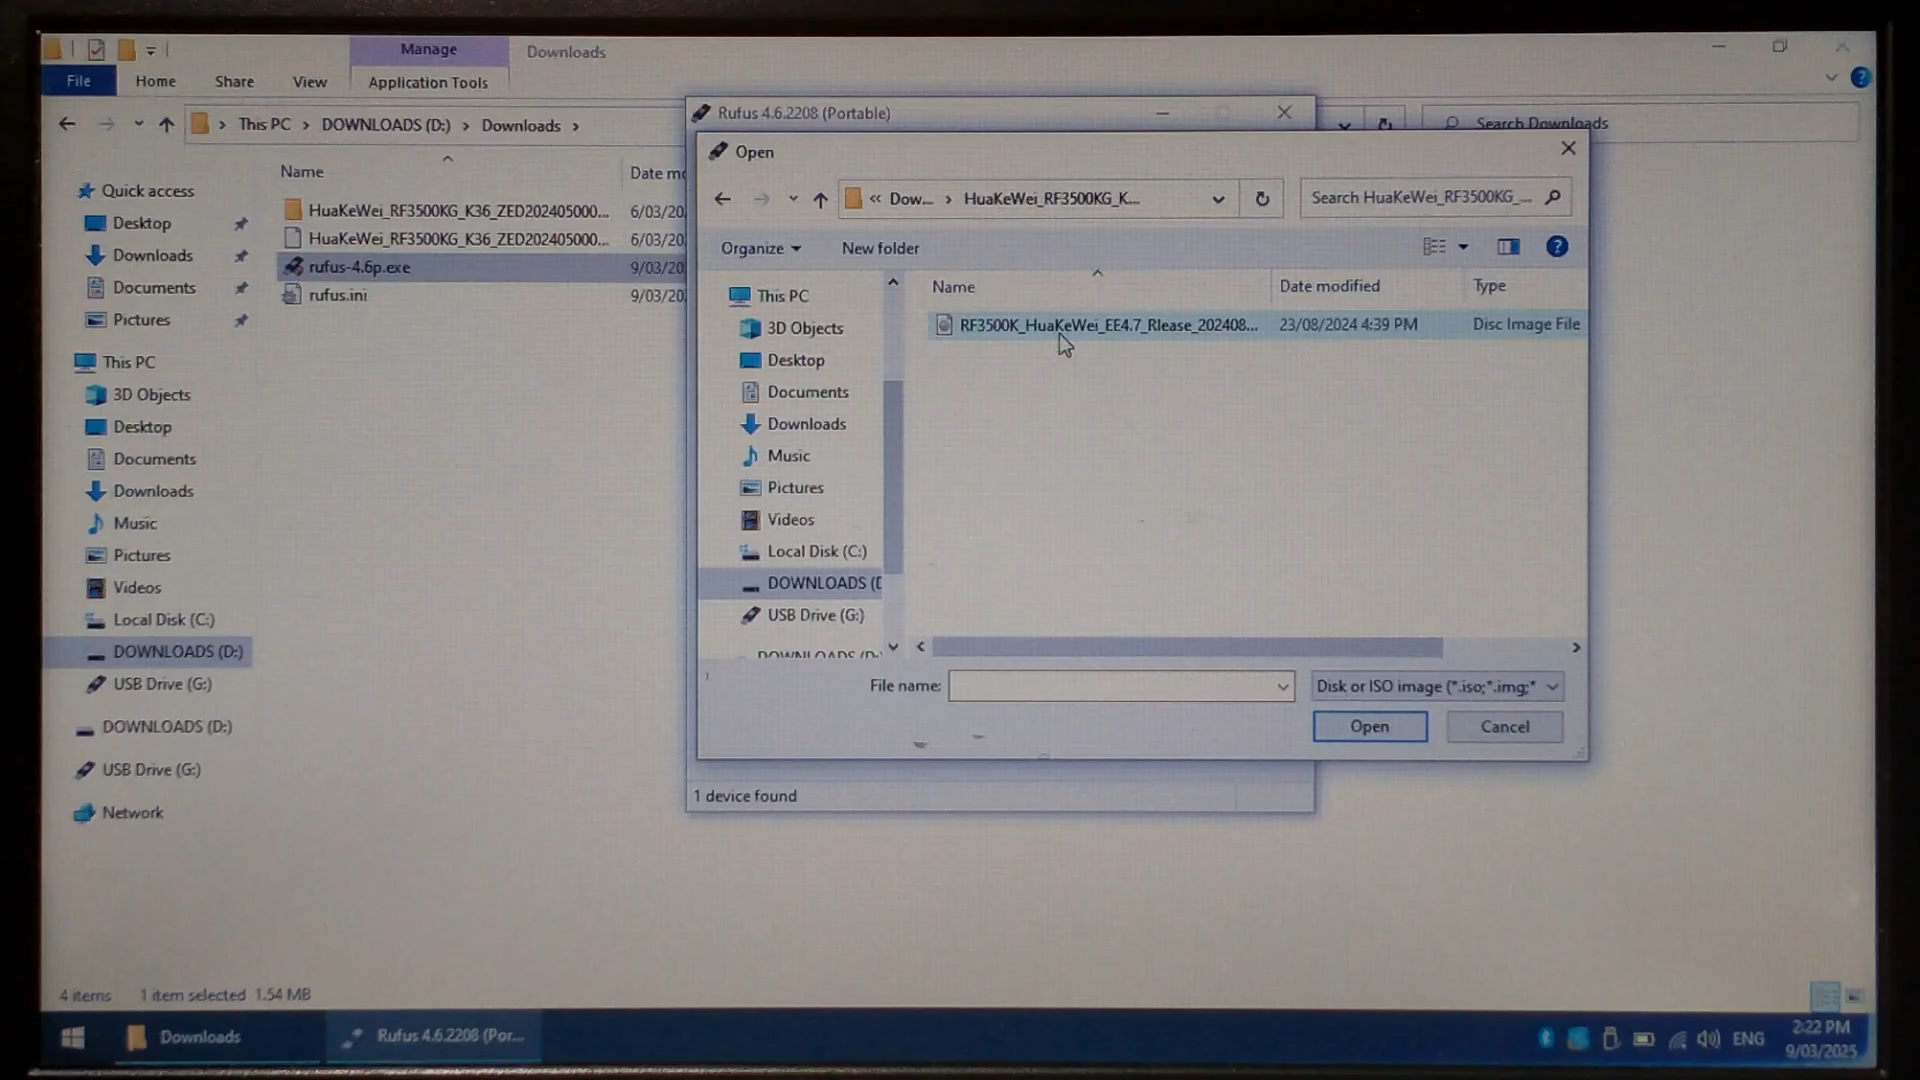 Manage
Downloads
File
Home
Share
View
Application Tools
This PC > DOWNLOADS (D:) > Downloads >
Search Downloads
Quick access
Desktop
Downloads
Documents
Pictures
This PC
3D Objects
Desktop
Documents
Downloads
Music
Pictures
Videos
Local Disk (C:)
DOWNLOADS (D:)
USB Drive (G:)
DOWNLOADS (D:)
USB Drive (G:)
Network
Name
Date mo
HuaKeWei_RF3500KG_K36_ZED202405000... 6/03/20
HuaKeWei_RF3500KG_K36_ZED202405000... 6/03/20
rufus-4.6p.exe 9/03/20
rufus.ini 9/03/20
Rufus 4.6.2208 (Portable)
Open
« Dow... > HuaKeWei_RF3500KG_K...
Search HuaKeWei_RF3500KG_...
Organize
New folder
This PC
3D Objects
Desktop
Documents
Downloads
Music
Pictures
Videos
Local Disk (C:)
DOWNLOADS (D
USB Drive (G:)
DOWNLOADS (D:
Name
Date modified
Type
RF3500K_HuaKeWei_EE4.7_Rlease_202408... 23/08/2024 4:39 PM Disc Image File
File name:
Disk or ISO image (*.iso;*.img;*
Open
Cancel
1 device found
4 items 1 item selected 1.54 MB
Downloads
Rufus 4.6.2208 (Por...
ENG
2:22 PM
9/03/2025